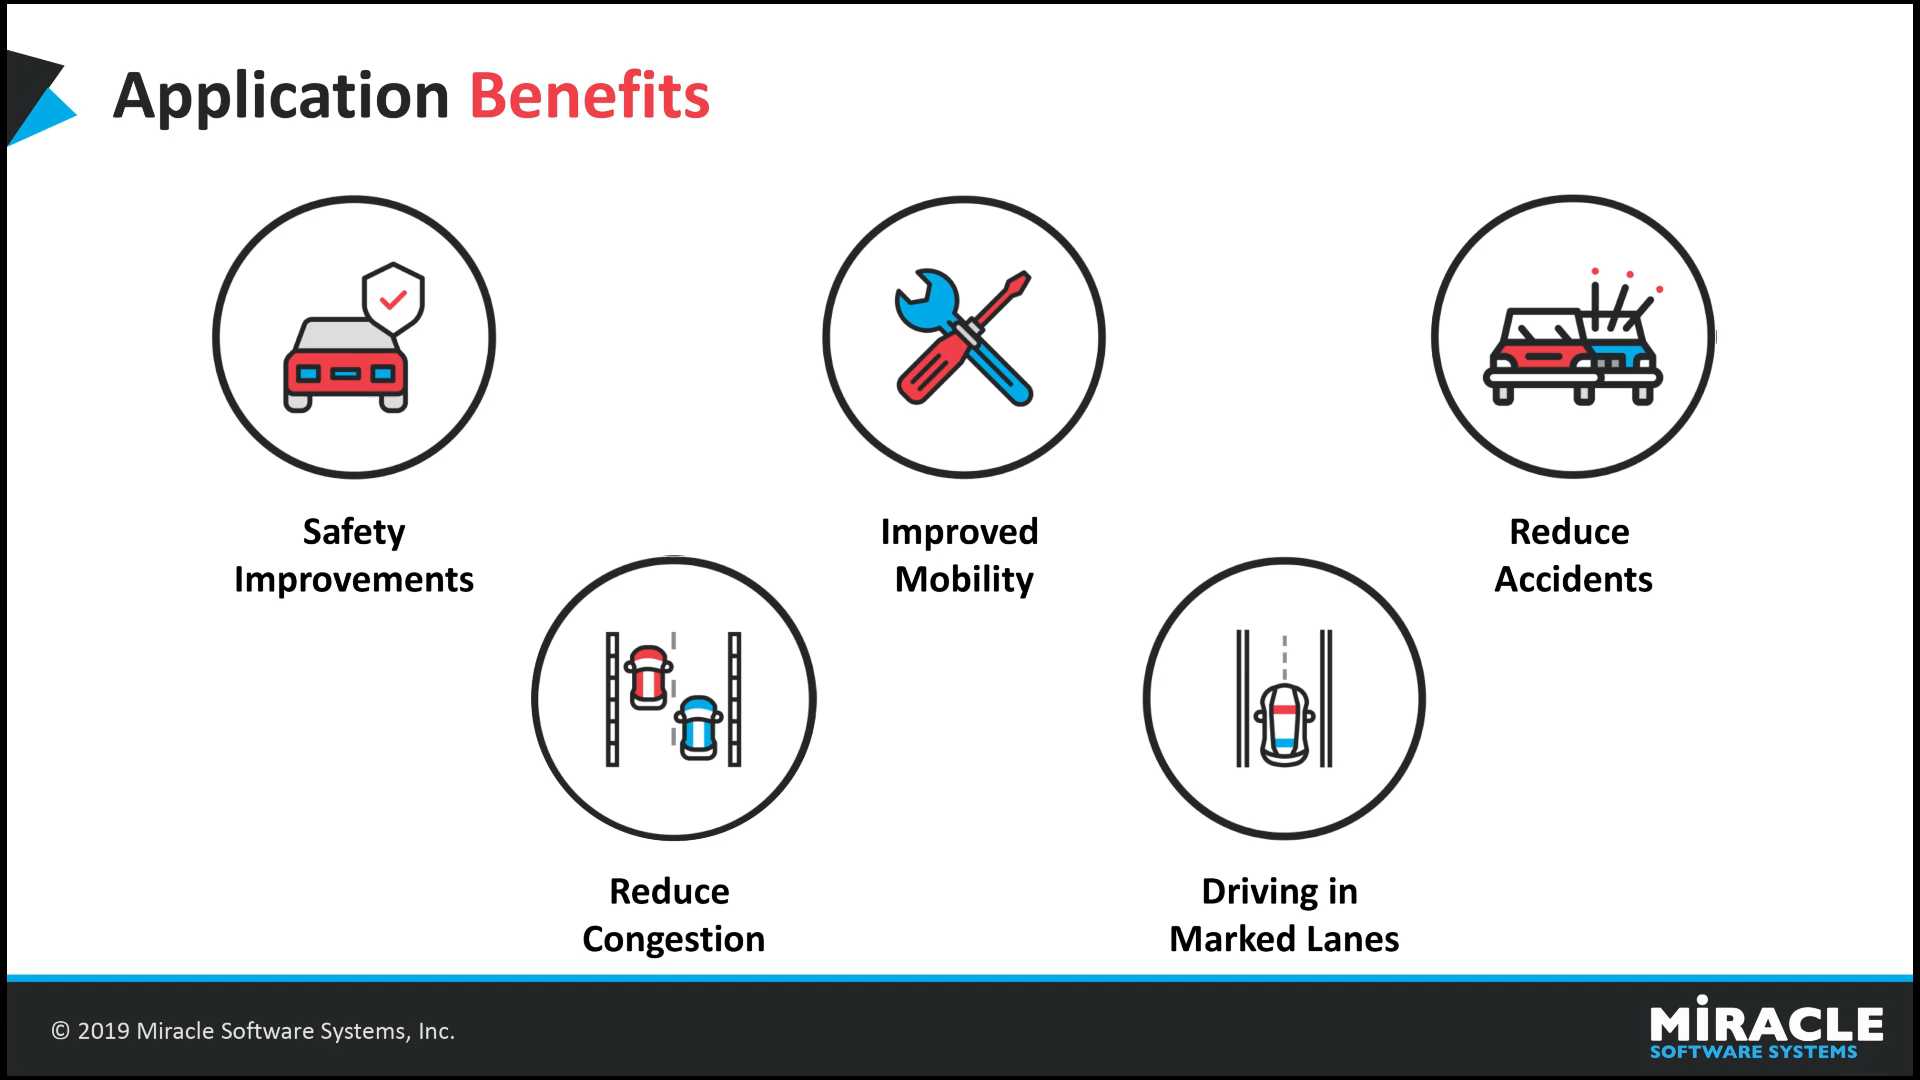 Application Benefits
Safety
Improvements
Improved
Mobility
Reduce
Accidents
Reduce
Congestion
Driving in
Marked Lanes
© 2019 Miracle Software Systems, Inc.
MiRACLE
SOFTWARE SYSTEMS